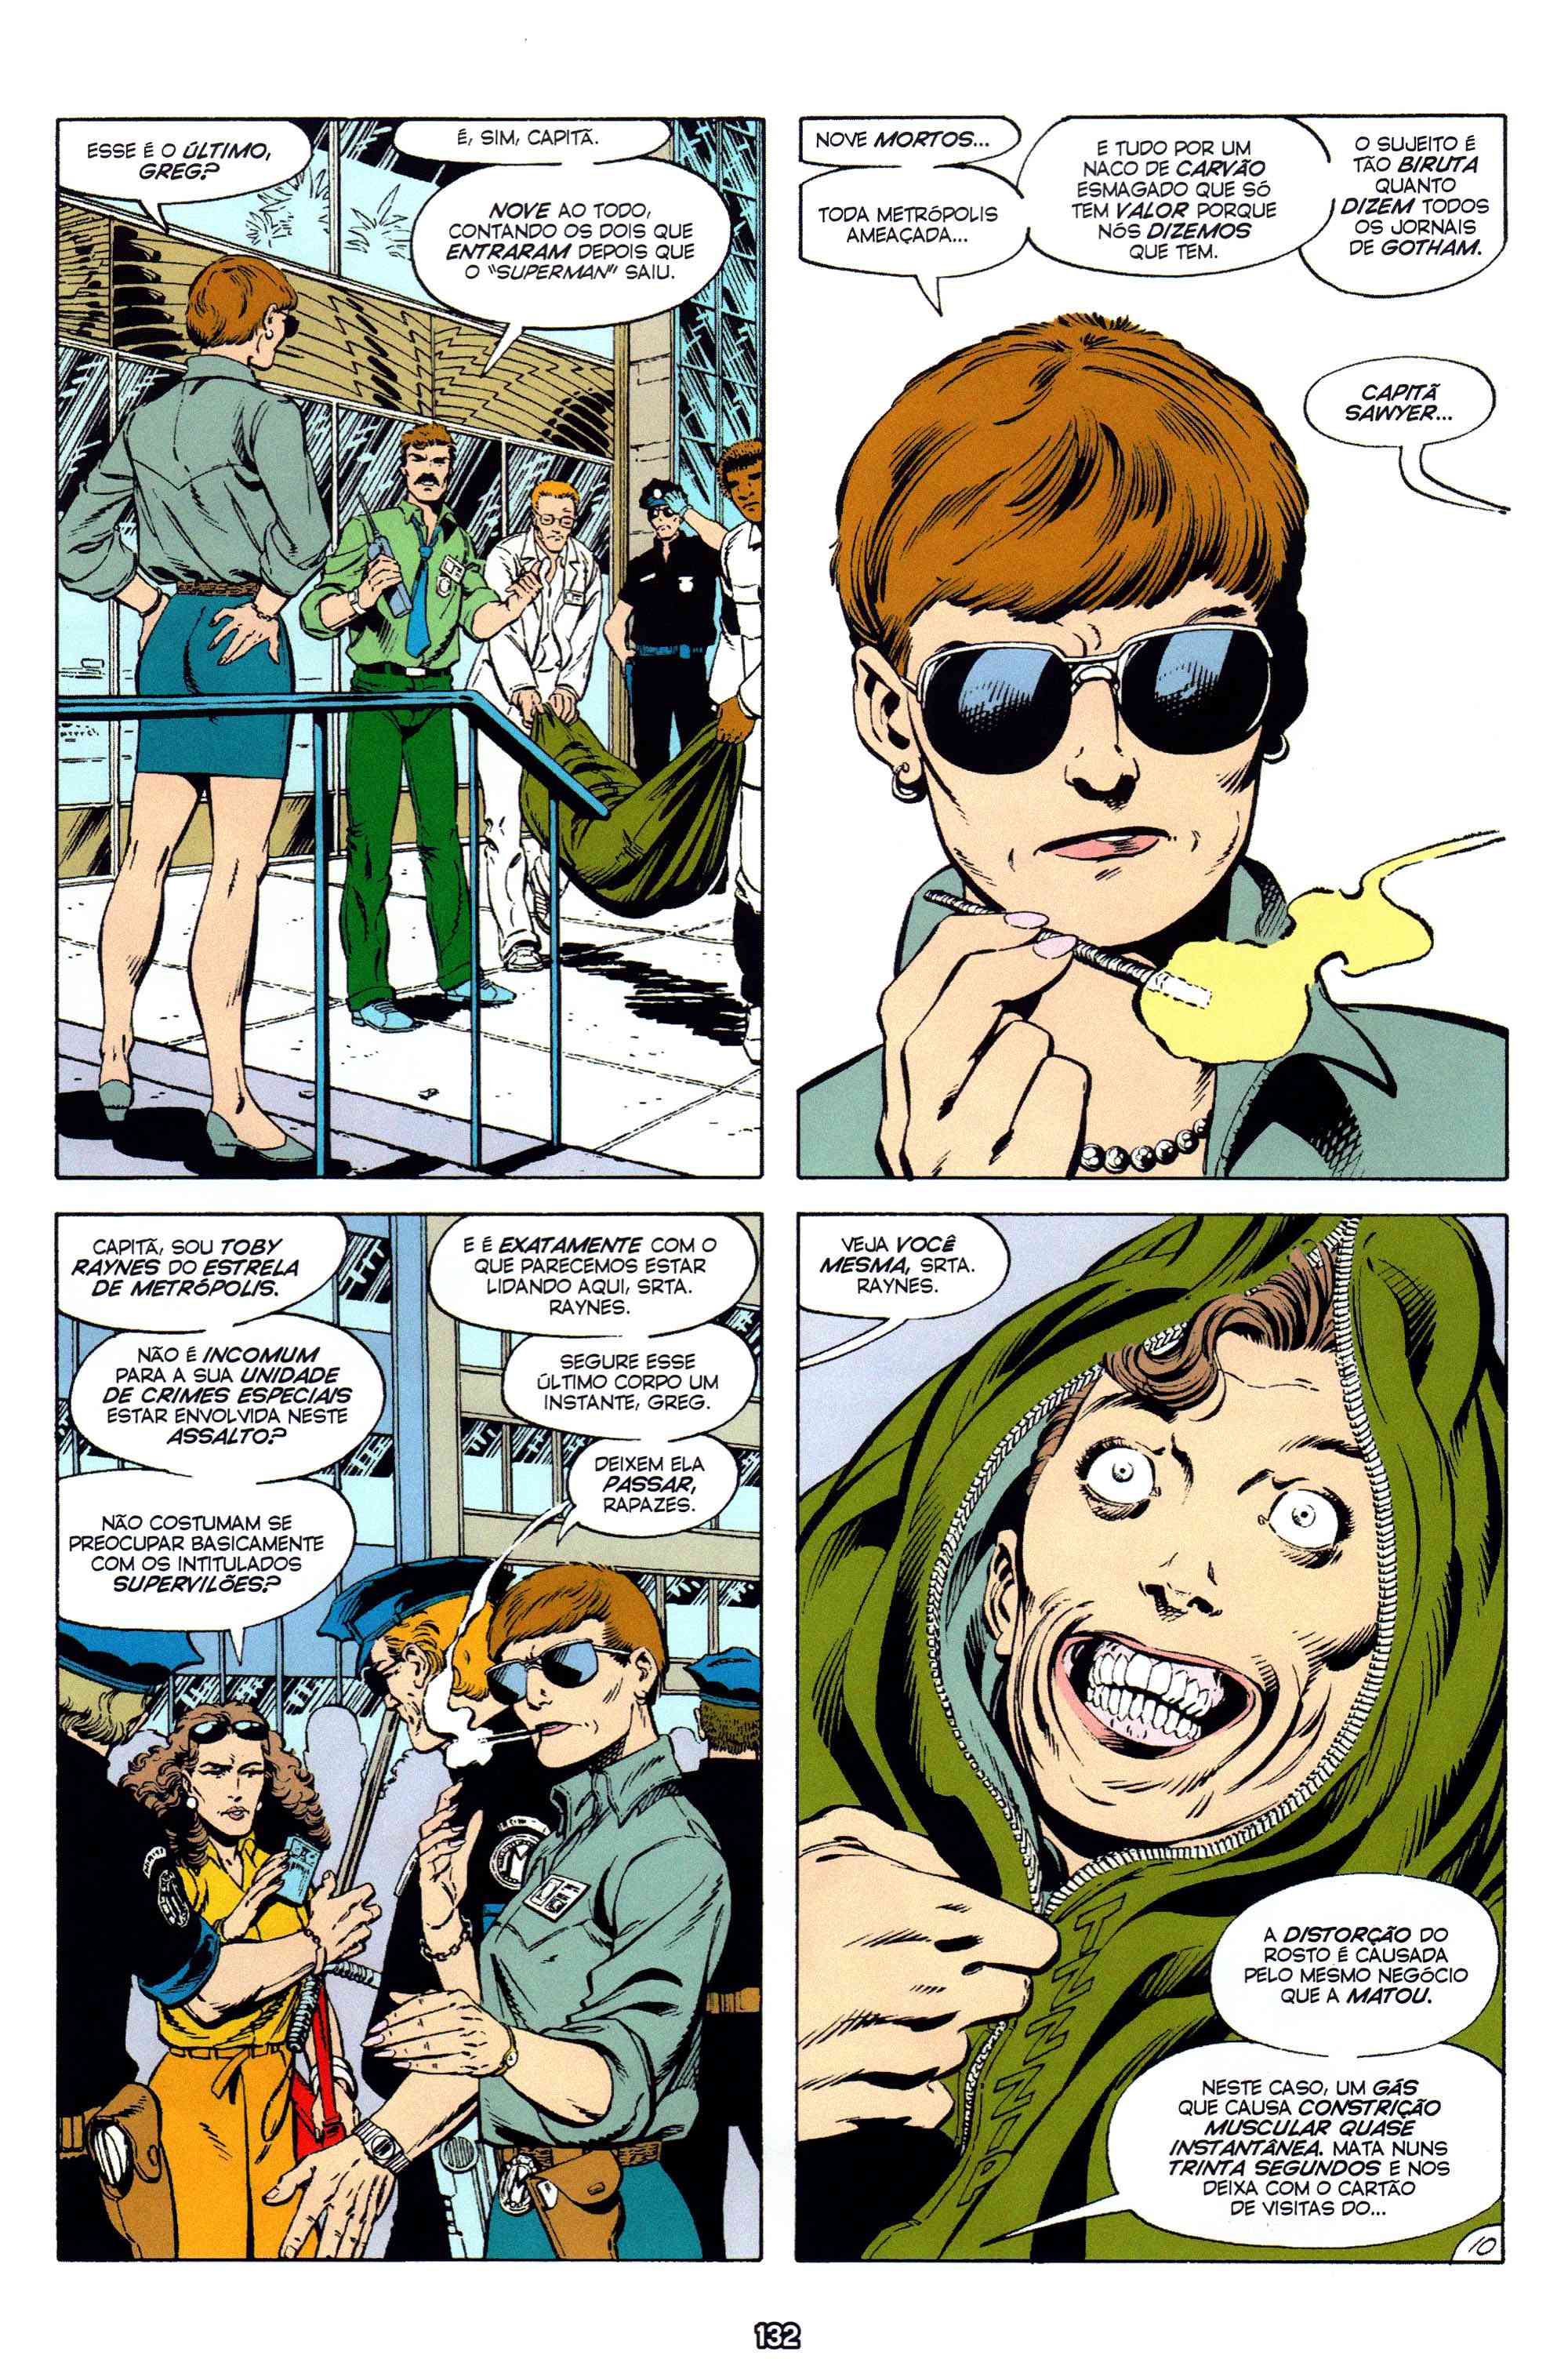 ESSE É O ÚLTIMO,
GREG?
É, SIM, CAPITÃ.
NOVE AO TODO,
CONTANDO OS DOIS QUE
ENTRARAM DEPOIS QUE
O "SUPERMAN" SAIU.
NOVE MORTOS...
TODA METRÓPOLIS
AMEAÇADA...
E TUDO POR UM
NACO DE CARVÃO
ESMAGADO QUE SÓ
TEM VALOR PORQUE
NÓS DIZEMOS
QUE TEM.
O SUJEITO É
TÃO BIRUTA
QUANTO
DIZEM TODOS
OS JORNAIS
DE GOTHAM.
CAPITÃ
SAWYER...
CAPITÃ, SOU TOBY
RAYNES DO ESTRELA
DE METRÓPOLIS.
NÃO É INCOMUM
PARA A SUA UNIDADE
DE CRIMES ESPECIAIS
ESTAR ENVOLVIDA NESTE
ASSALTO?
NÃO COSTUMAM SE
PREOCUPAR BASICAMENTE
COM OS INTITULADOS
SUPERVILÕES?
E É EXATAMENTE COM O
QUE PARECEMOS ESTAR
LIDANDO AQUI, SRTA.
RAYNES.
SEGURE ESSE
ÚLTIMO CORPO UM
INSTANTE, GREG.
DEIXEM ELA
PASSAR,
RAPAZES.
VEJA VOCÊ
MESMA, SRTA.
RAYNES.
TZZZZIP
A DISTORÇÃO DO
ROSTO É CAUSADA
PELO MESMO NEGÓCIO
QUE A MATOU.
NESTE CASO, UM GÁS
QUE CAUSA CONSTRIÇÃO
MUSCULAR QUASE
INSTANTÂNEA. MATA NUNS
TRINTA SEGUNDOS E NOS
DEIXA COM O CARTÃO
DE VISITAS DO...
10
132